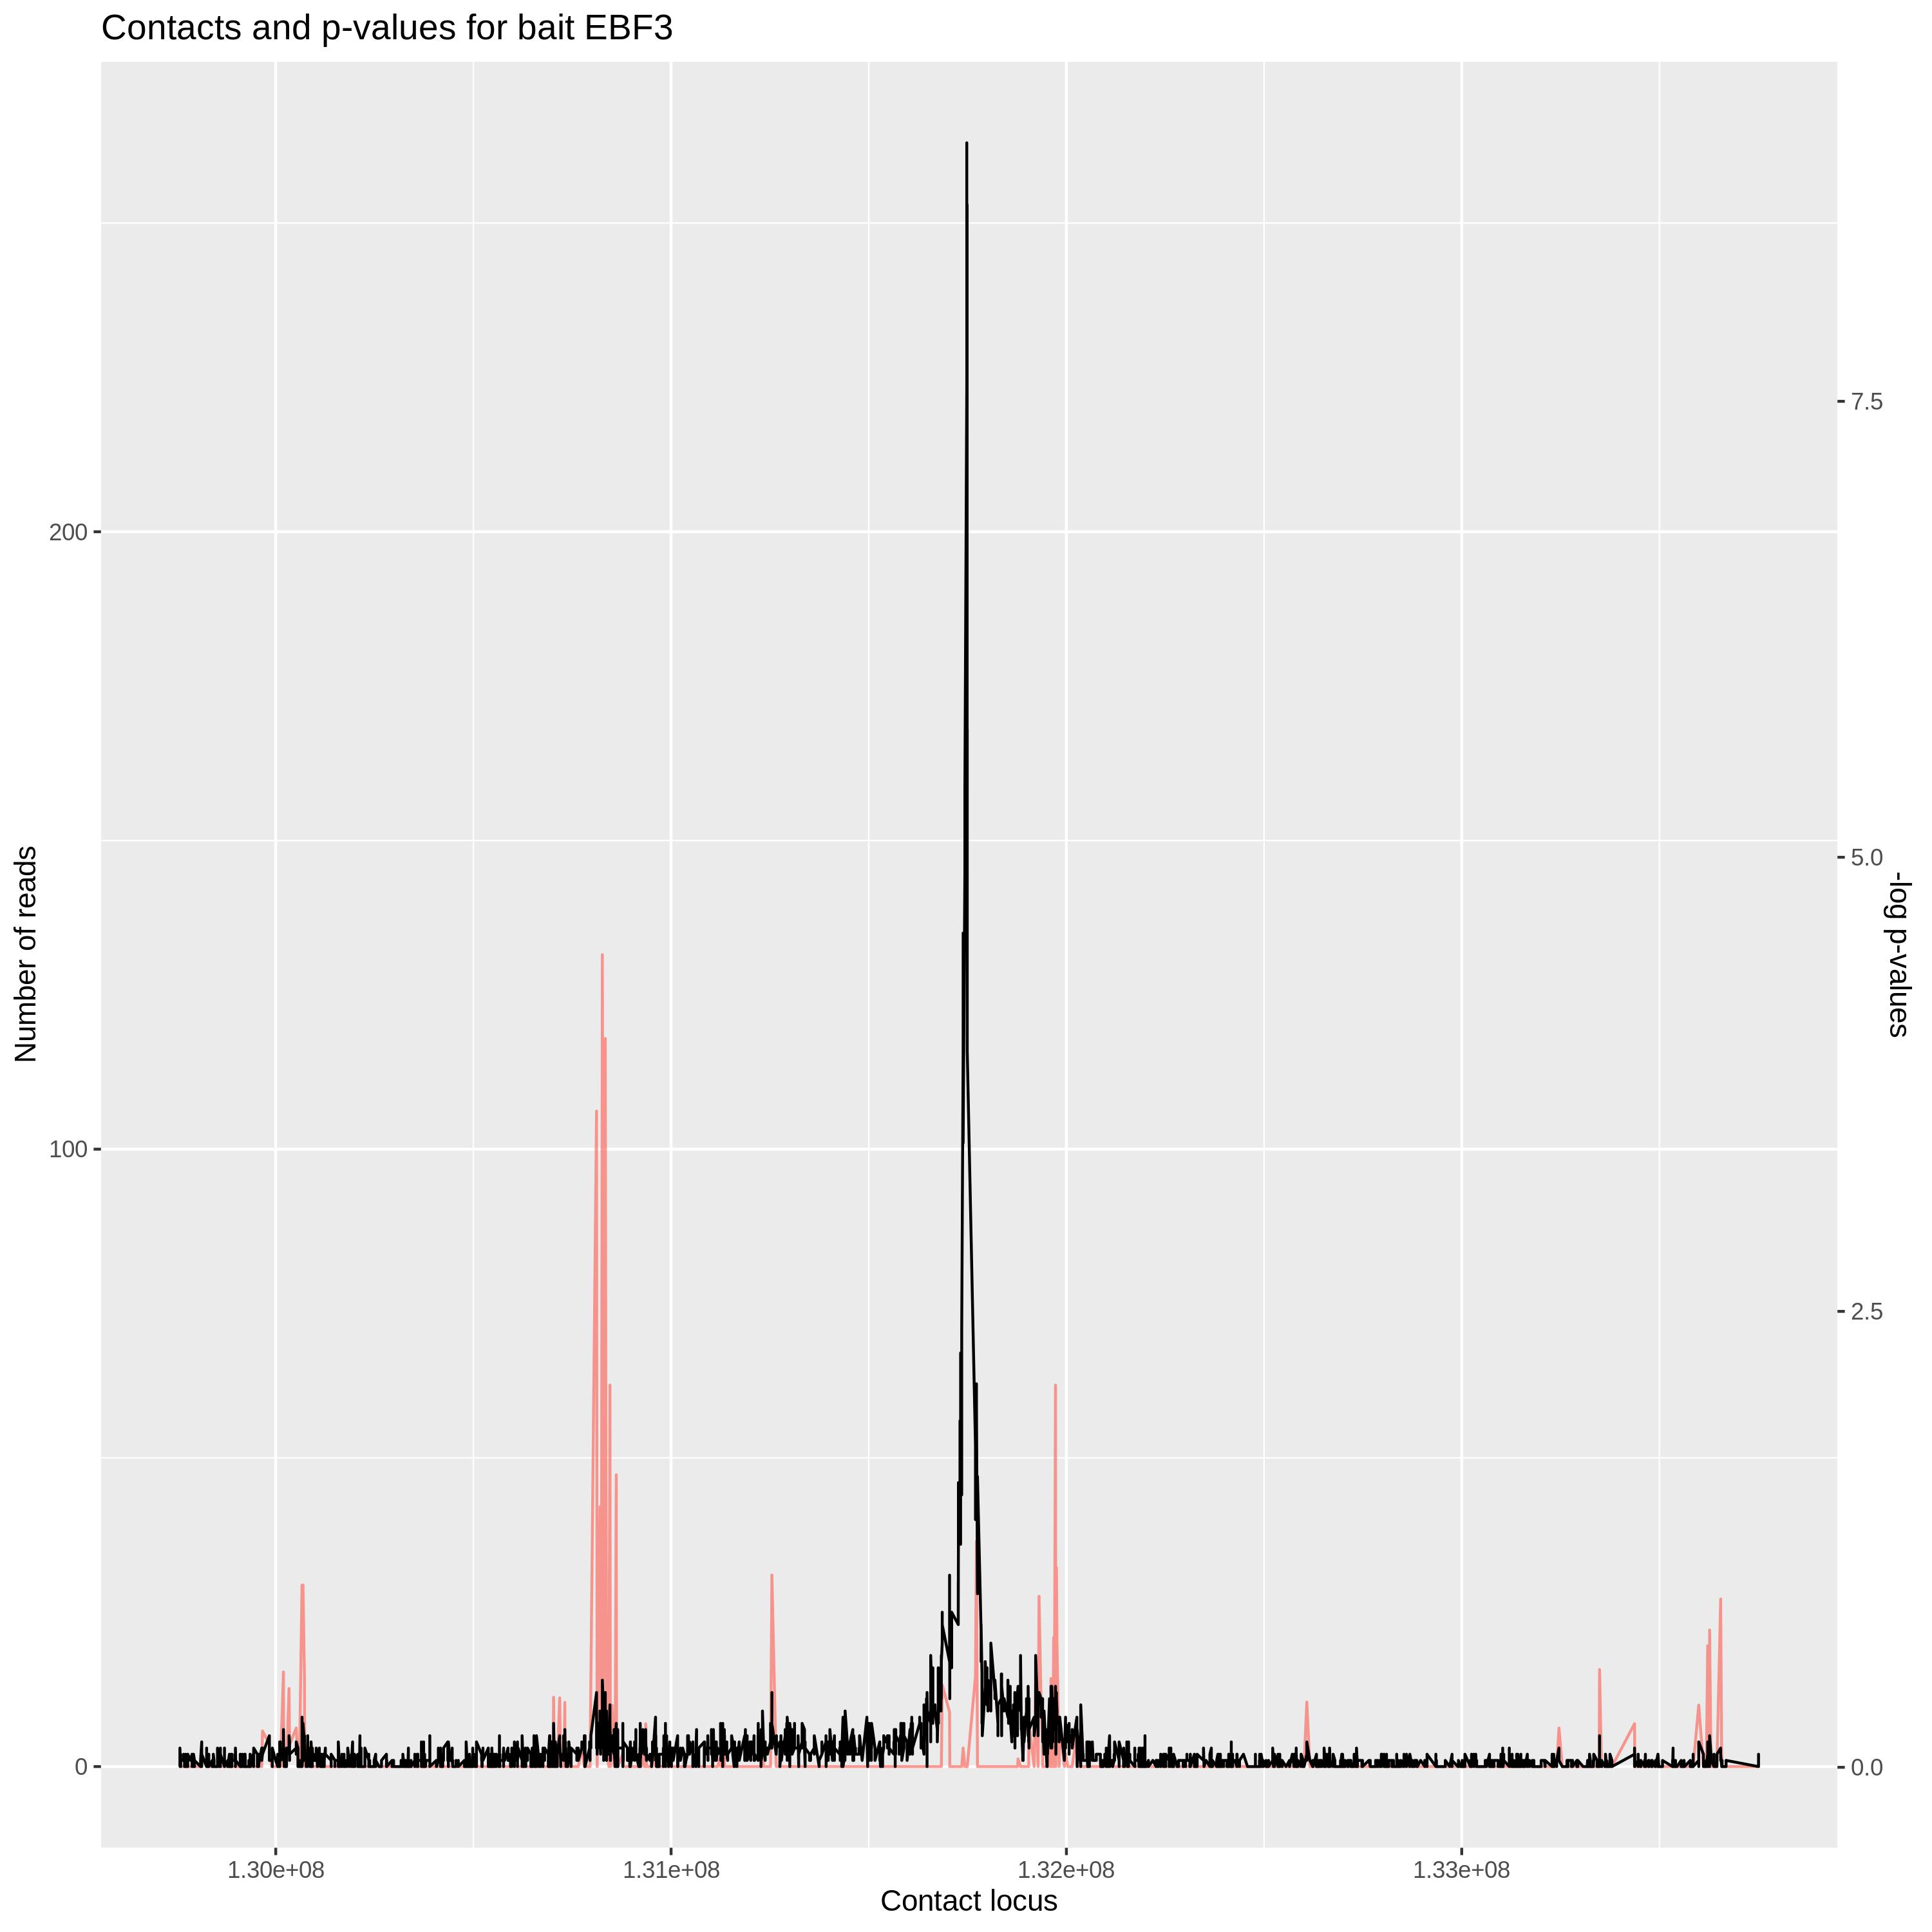 Contacts and p-values for bait EBF3
Number of reads
200
100
0
7.5
5.0
2.5
0.0
-log p-values
1.30e+08 1.31e+08 1.32e+08 1.33e+08
Contact locus